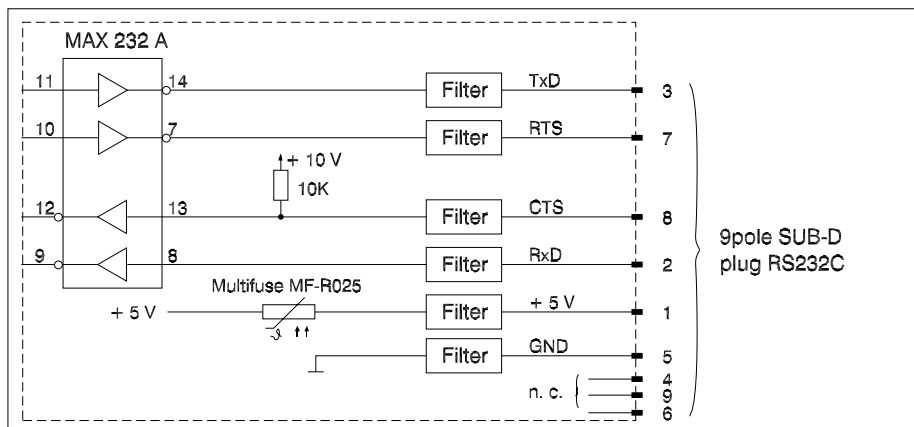 MAX 232 A
11 14 Filter TxD 3
10 7 Filter RTS 7
+ 10 V
10K
12 13 Filter CTS 8
9 8 Filter RxD 2
9pole SUB-D
plug RS232C
Multifuse MF-R025
+ 5 V ϑ Filter + 5 V 1
Filter GND 5
n. c. 4
9
6